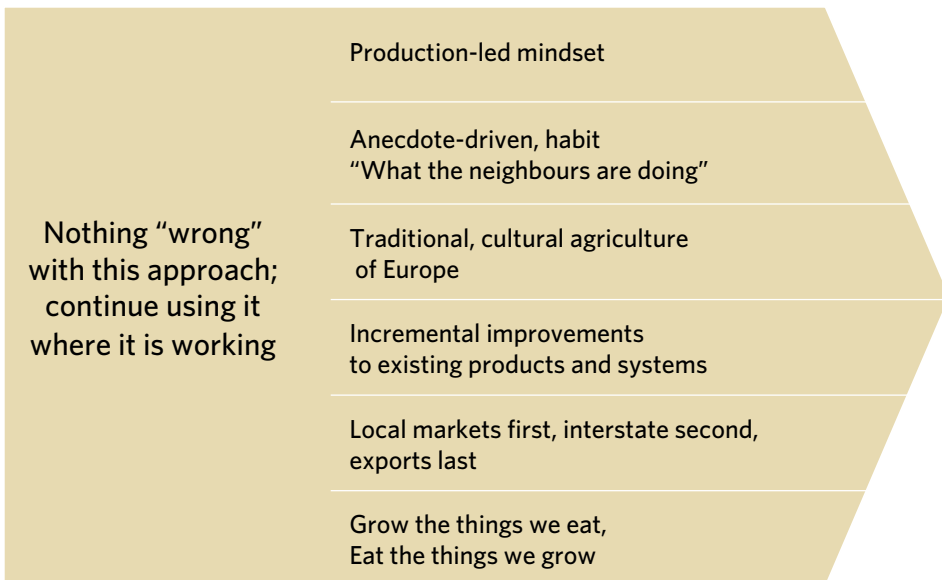 Nothing “wrong”
with this approach;
continue using it
where it is working
Production-led mindset
Anecdote-driven, habit
“What the neighbours are doing”
Traditional, cultural agriculture
of Europe
Incremental improvements
to existing products and systems
Local markets first, interstate second,
exports last
Grow the things we eat,
Eat the things we grow